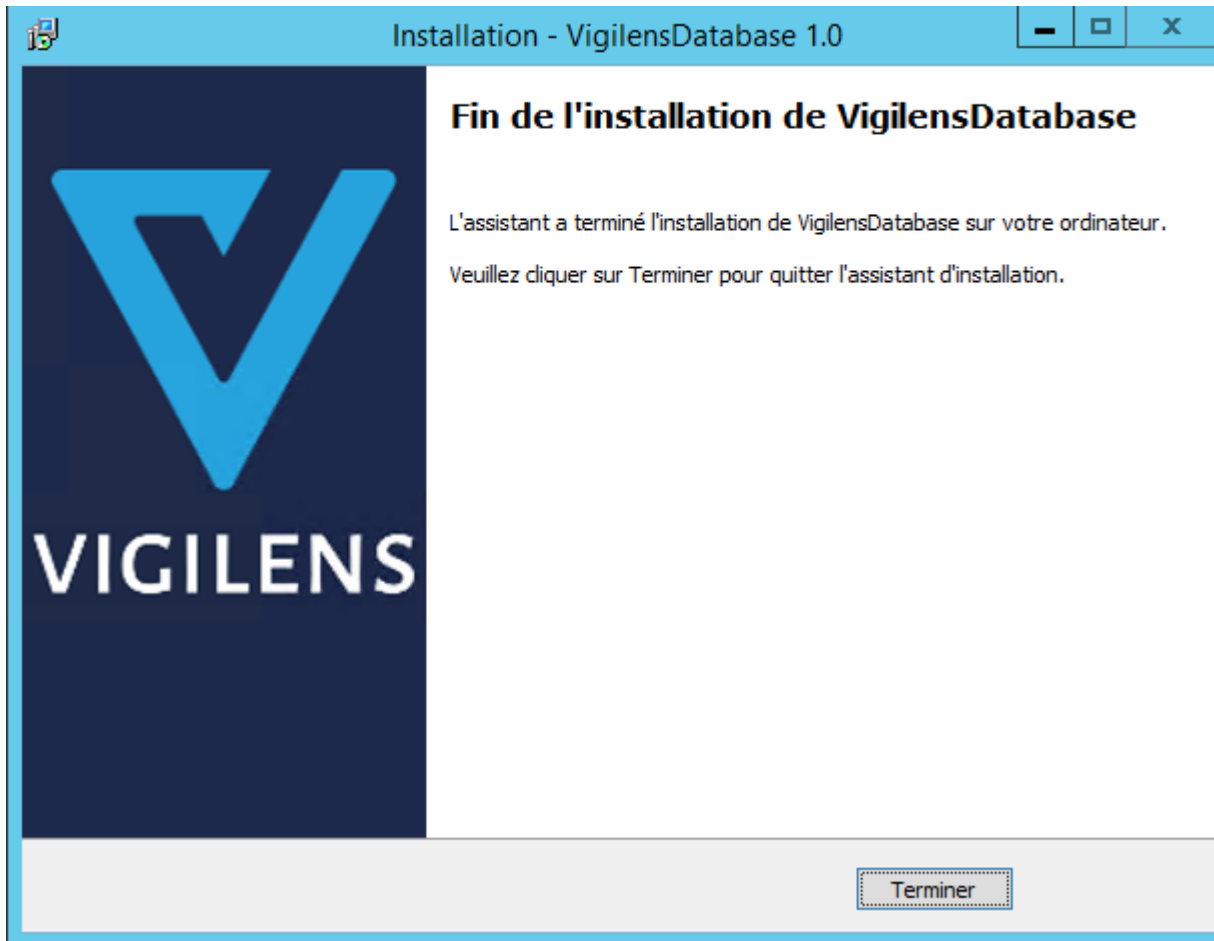 Installation - VigilensDatabase 1.0
Fin de l'installation de VigilensDatabase
L'assistant a terminé l'installation de VigilensDatabase sur votre ordinateur.
Veuillez cliquer sur Terminer pour quitter l'assistant d'installation.
VIGILENS
Terminer